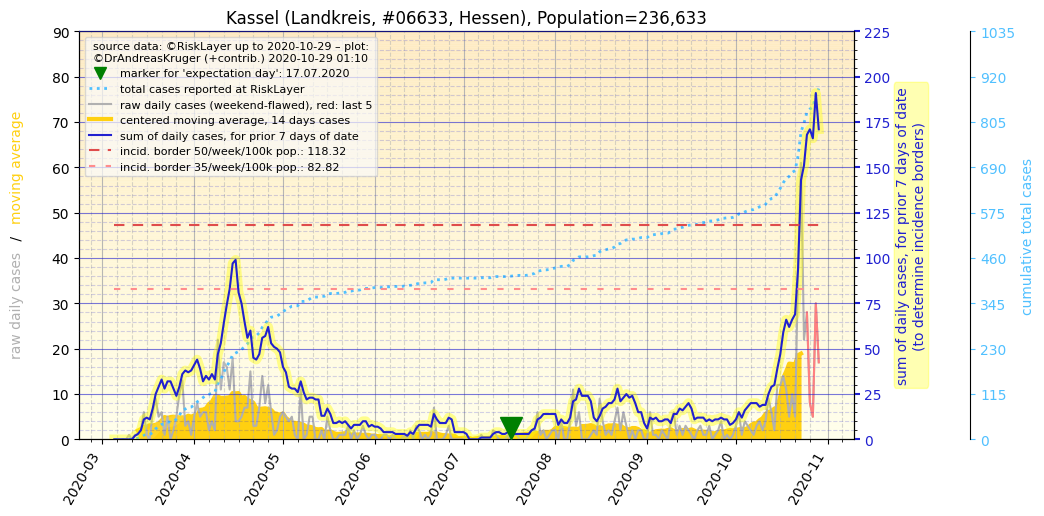 Kassel (Landkreis, #06633, Hessen), Population=236,633
source data: ©RiskLayer up to 2020-10-29 – plot:
©DrAndreasKruger (+contrib.) 2020-10-29 01:10
marker for 'expectation day': 17.07.2020
total cases reported at RiskLayer
raw daily cases (weekend-flawed), red: last 5
centered moving average, 14 days cases
sum of daily cases, for prior 7 days of date
incid. border 50/week/100k pop.: 118.32
incid. border 35/week/100k pop.: 82.82
raw daily cases / moving average
90
80
70
60
50
40
30
20
10
0
2020-03
2020-04
2020-05
2020-06
2020-07
2020-08
2020-09
2020-10
2020-11
225
200
175
150
125
100
75
50
25
0
sum of daily cases, for prior 7 days of date
(to determine incidence borders)
1035
920
805
690
575
460
345
230
115
0
cumulative total cases